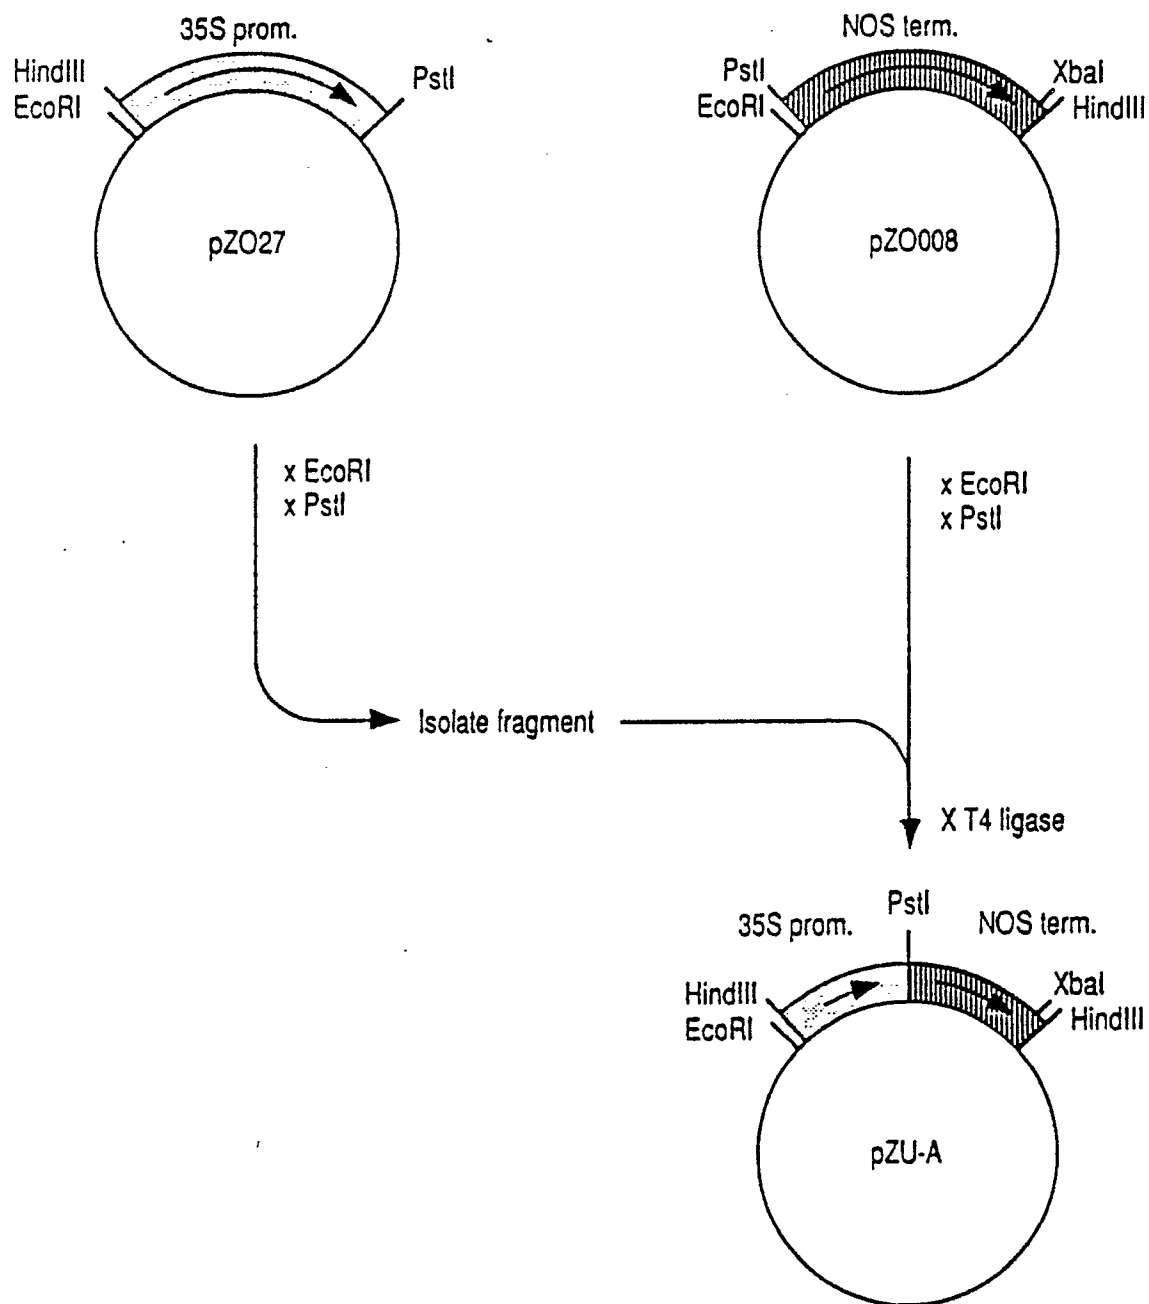 35S prom.
HindIII
EcoRI
PstI
pZO27
NOS term.
PstI
EcoRI
XbaI
HindIII
pZO008
x EcoRI
x PstI
x EcoRI
x PstI
Isolate fragment
X T4 ligase
35S prom.
PstI
NOS term.
HindIII
EcoRI
XbaI
HindIII
pZU-A